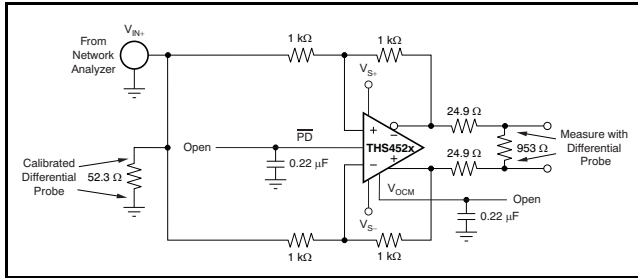 From
Network
Analyzer
V_IN+
1 kΩ
1 kΩ
V_S+
24.9 Ω
Measure with
Differential
Probe
953 Ω
Open
PD
0.22 µF
+
−
−
+
THS452x
24.9 Ω
V_OCM
Open
0.22 µF
V_S−
Calibrated
Differential
Probe
52.3 Ω
1 kΩ
1 kΩ